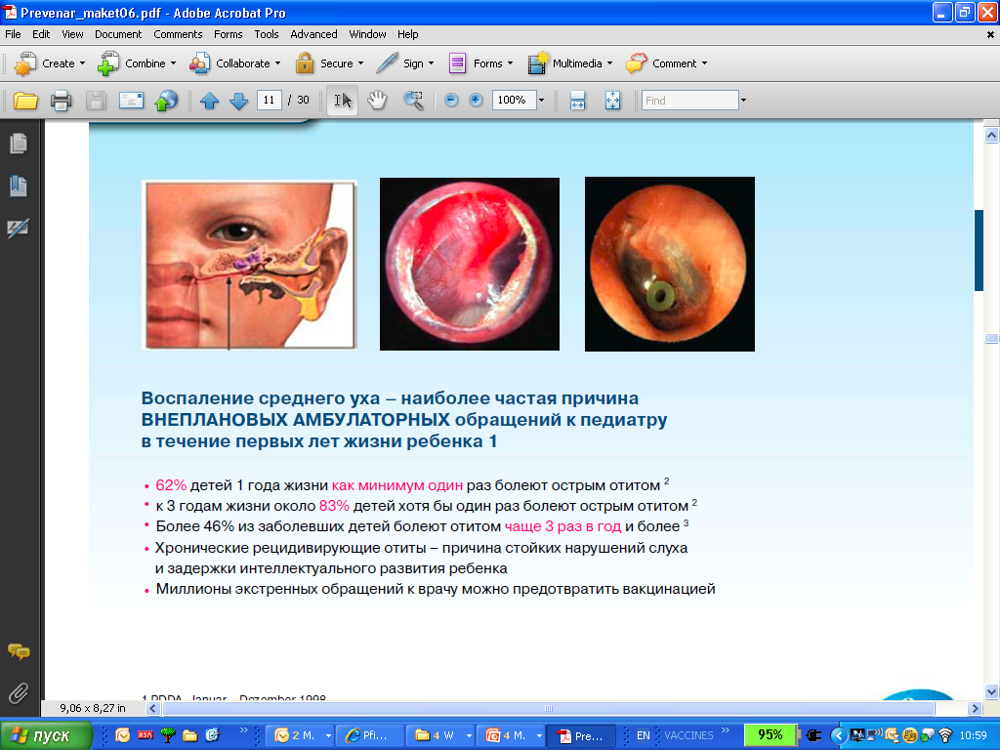 Prevenar_maket06.pdf - Adobe Acrobat Pro
File Edit View Document Comments Forms Tools Advanced Window Help
Create Combine Collaborate Secure Sign Forms Multimedia Comment
11 / 30 100% Find
Воспаление среднего уха – наиболее частая причина
ВНЕПЛАНОВЫХ АМБУЛАТОРНЫХ обращений к педиатру
в течение первых лет жизни ребенка 1
• 62% детей 1 года жизни как минимум один раз болеют острым отитом 2
• к 3 годам жизни около 83% детей хотя бы один раз болеют острым отитом 2
• Более 46% из заболевших детей болеют отитом чаще 3 раз в год и более 3
• Хронические рецидивирующие отиты – причина стойких нарушений слуха
и задержки интеллектуального развития ребенка
• Миллионы экстренных обращений к врачу можно предотвратить вакцинацией
1 PDDA, Januar – Dezember 1998
9,06 x 8,27 in
пуск RSA 2 M. Pfi... 4 W 4 M. Pre... EN VACCINES 95% 10:59